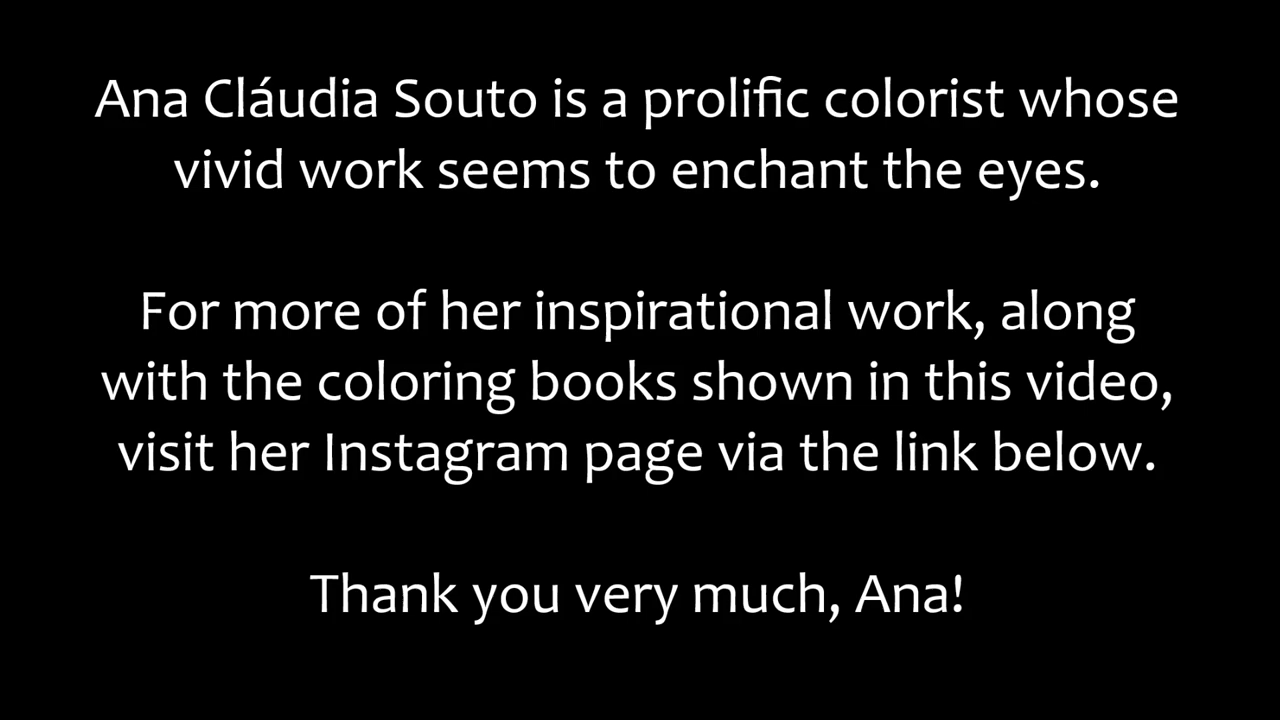 Ana Cláudia Souto is a prolific colorist whose
vivid work seems to enchant the eyes.
For more of her inspirational work, along
with the coloring books shown in this video,
visit her Instagram page via the link below.
Thank you very much, Ana!